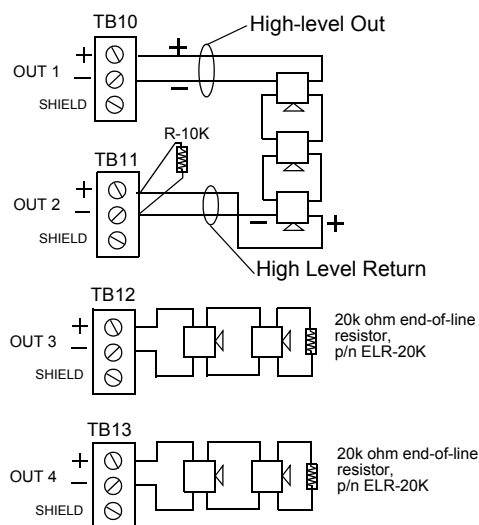 TB10
High-level Out
+
+
OUT 1
−
−
SHIELD
R-10K
TB11
+
OUT 2
−
−
+
SHIELD
High Level Return
TB12
+
OUT 3
−
SHIELD
20k ohm end-of-line
resistor,
p/n ELR-20K
TB13
+
OUT 4
−
SHIELD
20k ohm end-of-line
resistor,
p/n ELR-20K